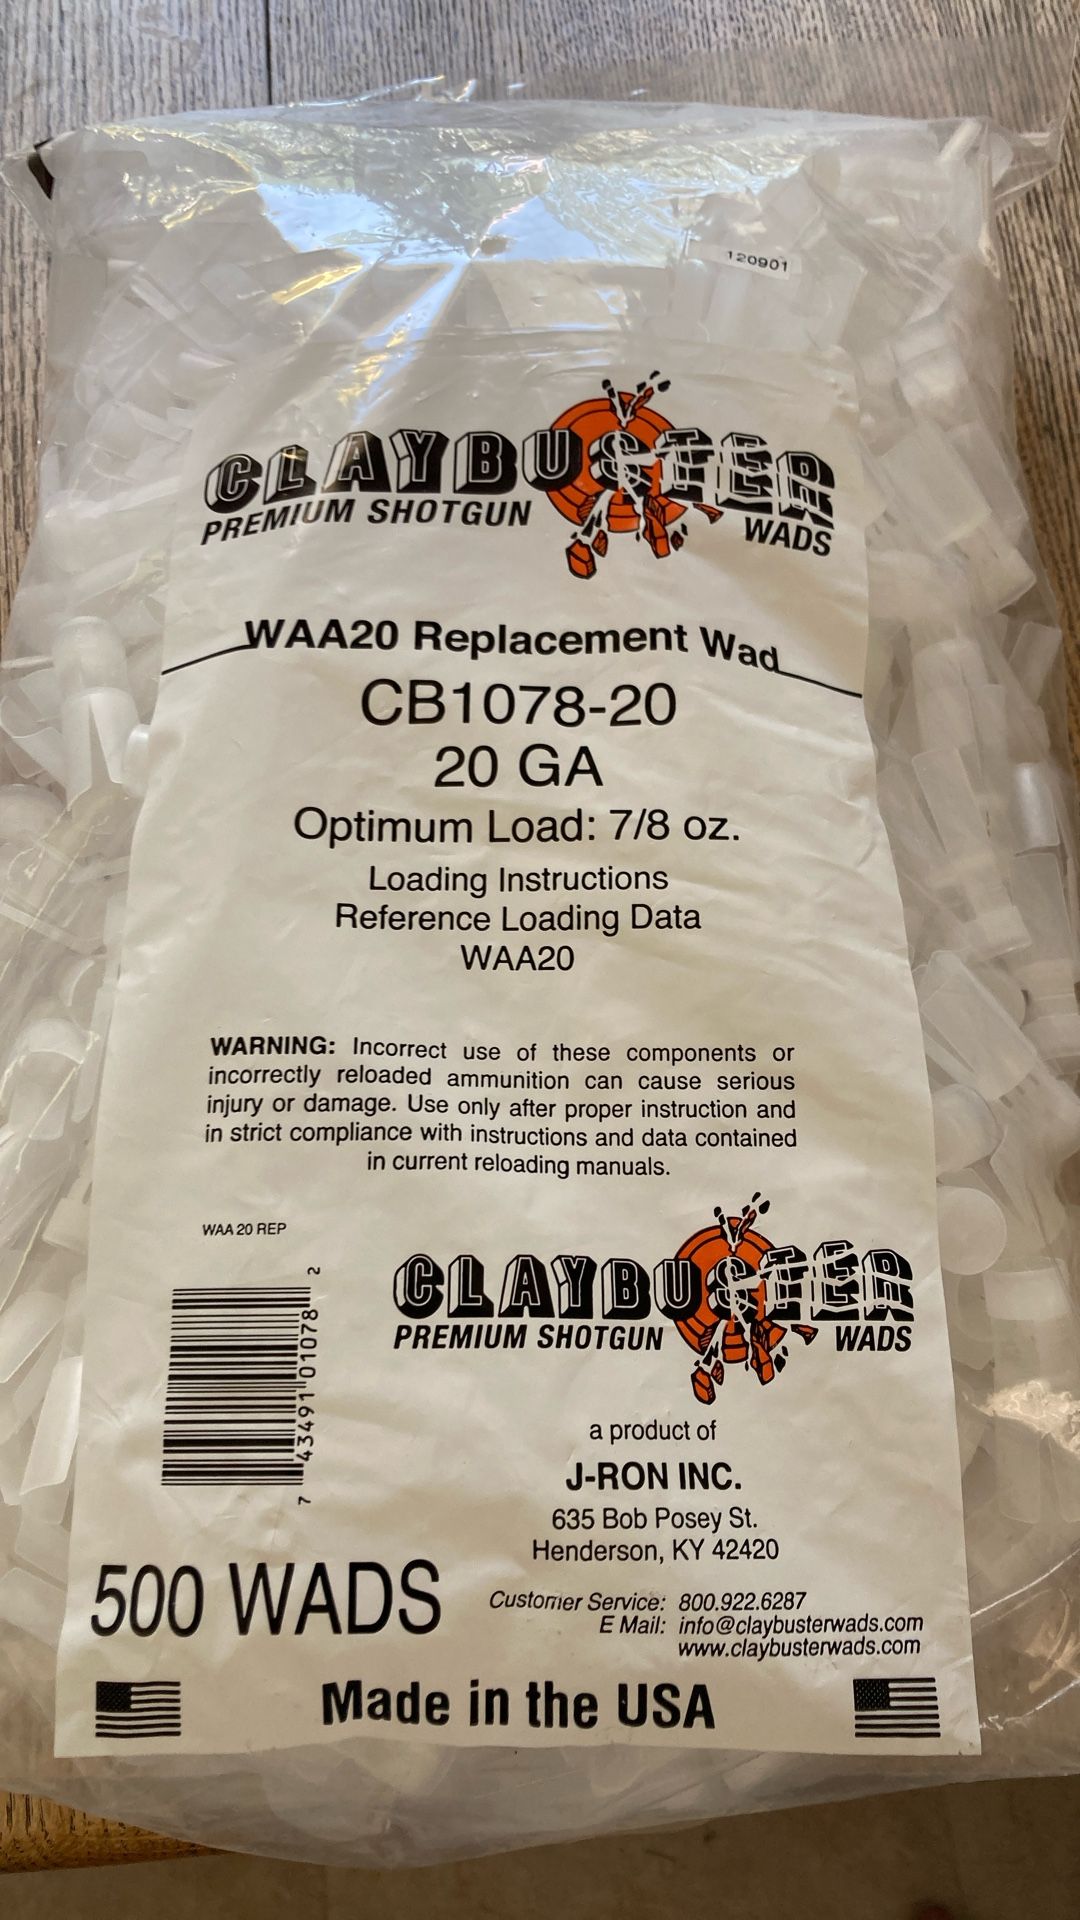 120901
CLAYBUSTER
PREMIUM SHOTGUN WADS
WAA20 Replacement Wad
CB1078-20
20 GA
Optimum Load: 7/8 oz.
Loading Instructions
Reference Loading Data
WAA20
WARNING: Incorrect use of these components or
incorrectly reloaded ammunition can cause serious
injury or damage. Use only after proper instruction and
in strict compliance with instructions and data contained
in current reloading manuals.
WAA 20 REP
7 43491 01078 2
CLAYBUSTER
PREMIUM SHOTGUN WADS
a product of
J-RON INC.
635 Bob Posey St.
Henderson, KY 42420
500 WADS
Customer Service: 800.922.6287
E Mail: info@claybusterwads.com
www.claybusterwads.com
Made in the USA